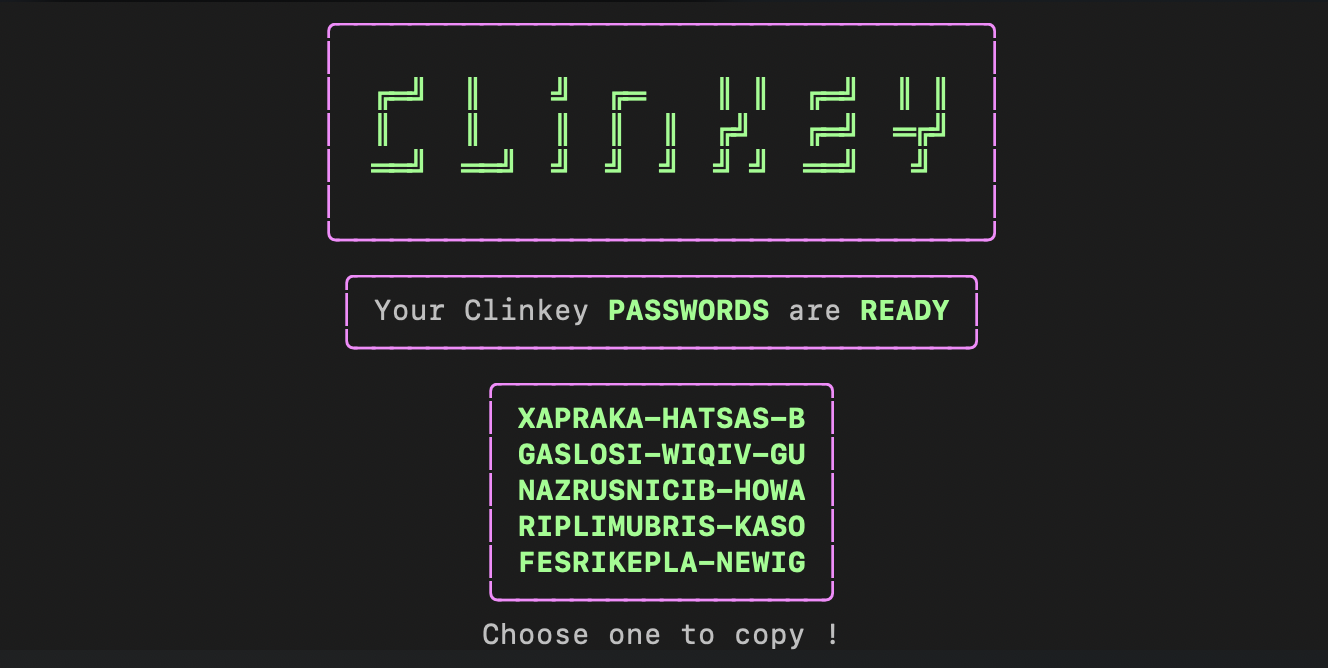 CLiNKEY
Your Clinkey PASSWORDS are READY
XAPRAKA-HATSAS-B
GASLOSI-WIQIV-GU
NAZRUSNICIB-HOWA
RIPLIMUBRIS-KASO
FESRIKEPLA-NEWIG
Choose one to copy !